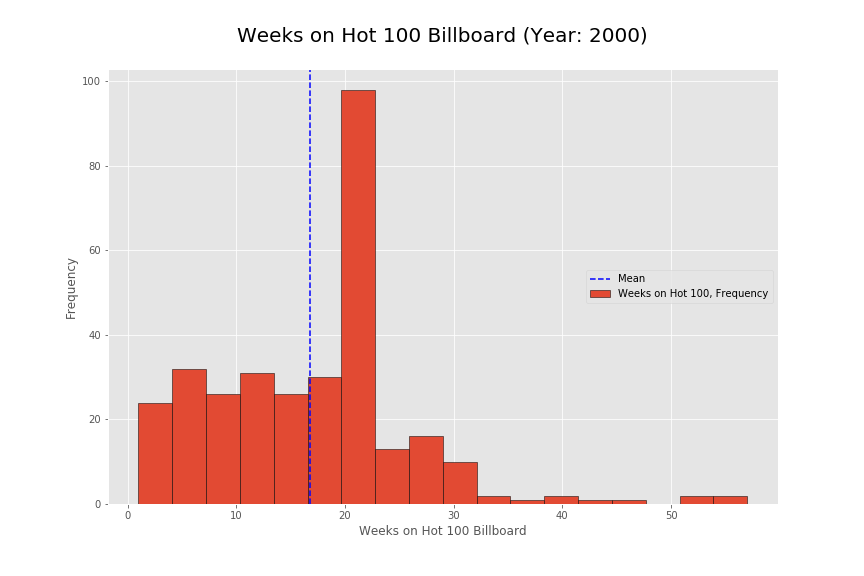 Weeks on Hot 100 Billboard (Year: 2000)
100
80
60
40
20
0
Frequency
Mean
Weeks on Hot 100, Frequency
0 10 20 30 40 50
Weeks on Hot 100 Billboard